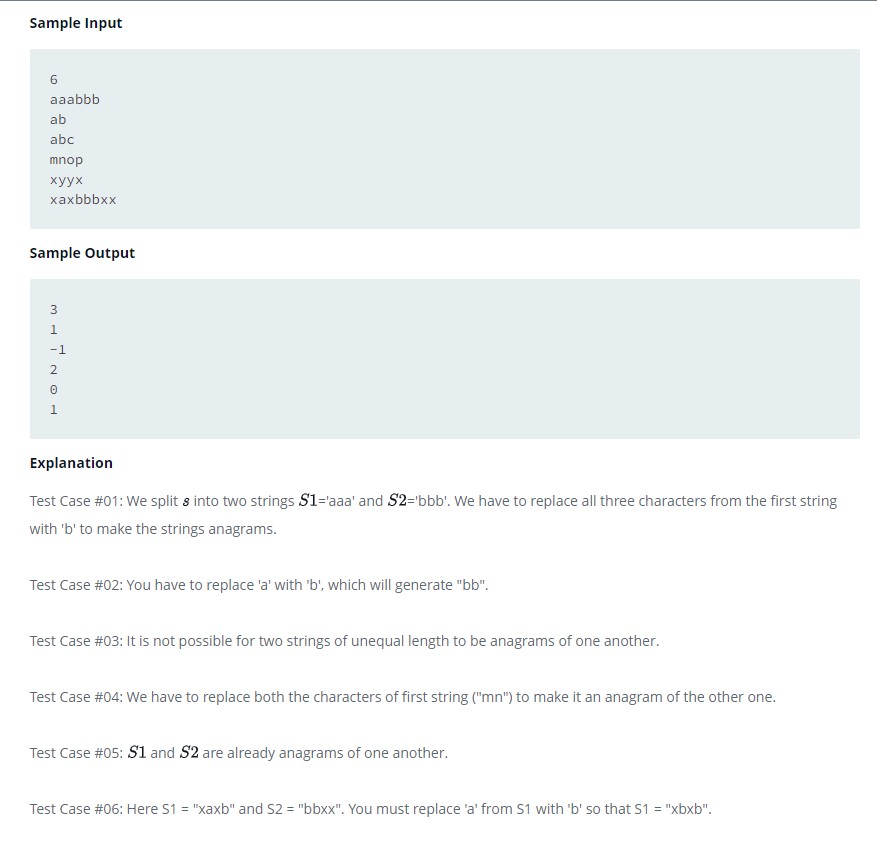 Sample Input
6
aaabbb
ab
abc
mnop
xyyx
xaxbbbxx
Sample Output
3
1
-1
2
0
1
Explanation
Test Case #01: We split s into two strings S1='aaa' and S2='bbb'. We have to replace all three characters from the first string
with 'b' to make the strings anagrams.
Test Case #02: You have to replace 'a' with 'b', which will generate "bb".
Test Case #03: It is not possible for two strings of unequal length to be anagrams of one another.
Test Case #04: We have to replace both the characters of first string ("mn") to make it an anagram of the other one.
Test Case #05: S1 and S2 are already anagrams of one another.
Test Case #06: Here S1 = "xaxb" and S2 = "bbxx". You must replace 'a' from S1 with 'b' so that S1 = "xbxb".